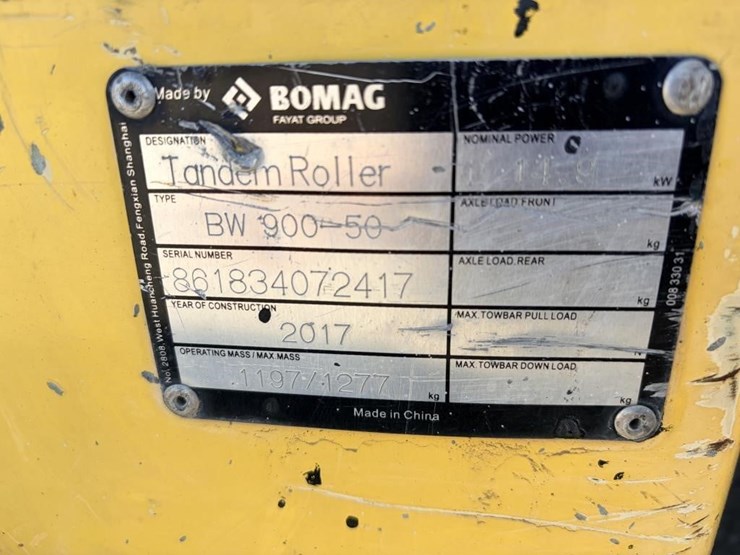 Made by BOMAG
FAYAT GROUP
DESIGNATION
Tandem Roller
NOMINAL POWER
kW
TYPE
BW 900-50
AXLE LOAD FRONT
kg
SERIAL NUMBER
861834072417
AXLE LOAD REAR
kg
YEAR OF CONSTRUCTION
2017
MAX. TOWBAR PULL LOAD
N
OPERATING MASS / MAX. MASS
1197/1277
kg
MAX. TOWBAR DOWN LOAD
kg
Made in China
No. 2808, West Huancheng Road, Fengxian Shanghai
008 330 31